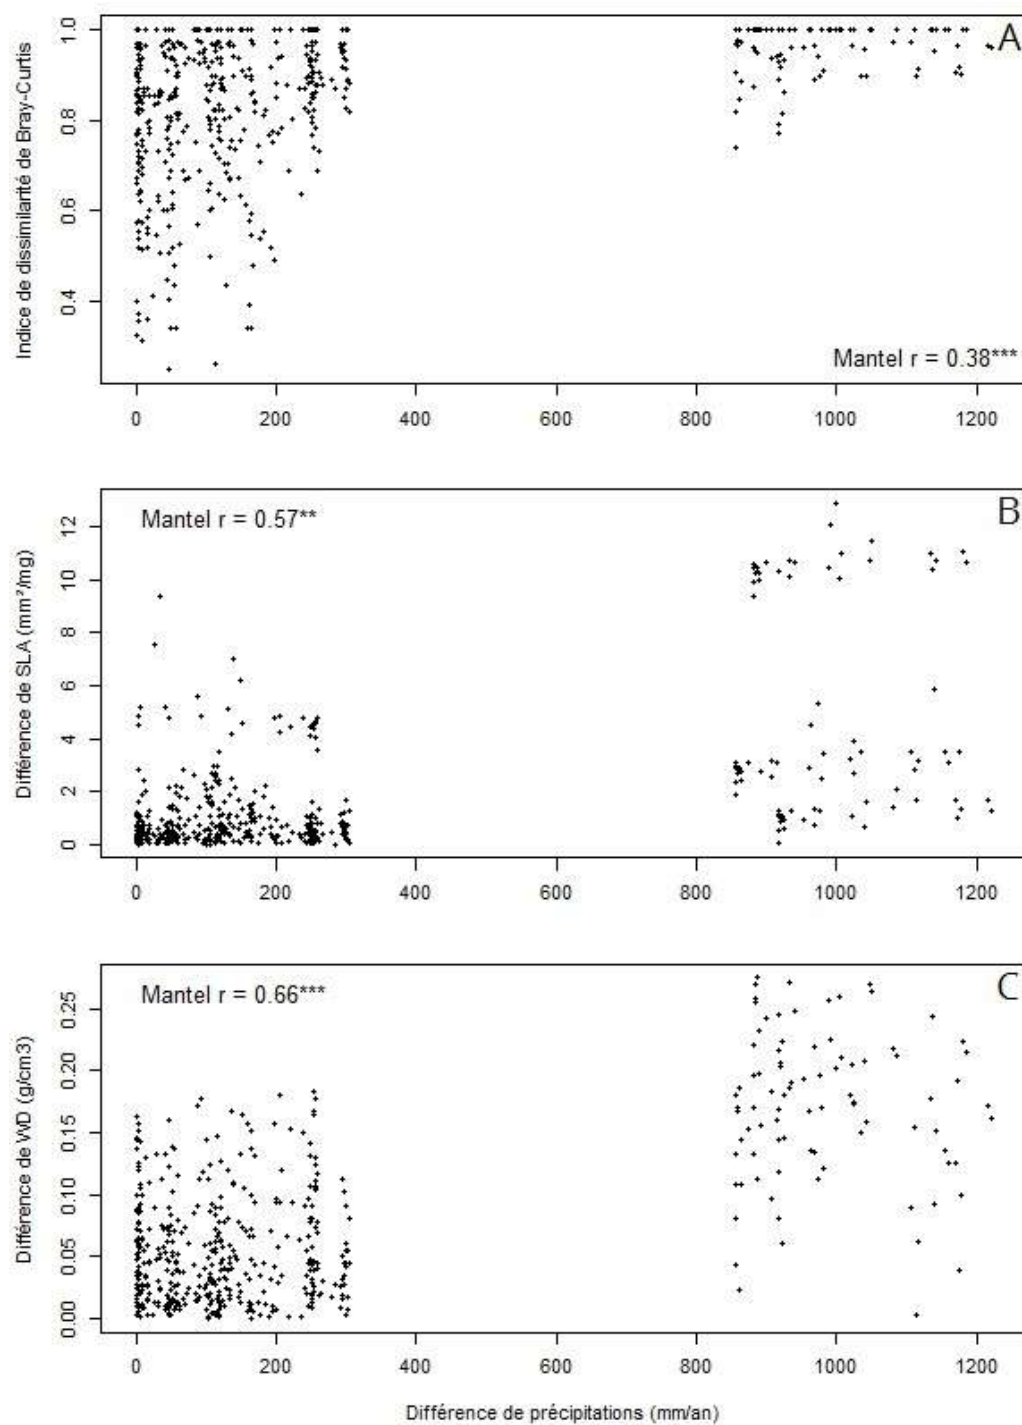 A
Indice de dissimilarité de Bray-Curtis
1.0
0.8
0.6
0.4
Mantel r = 0.38***
0 200 400 600 800 1000 1200
B
Mantel r = 0.57**
Différence de SLA (mm²/mg)
12
10
8
6
4
2
0
0 200 400 600 800 1000 1200
C
Mantel r = 0.66***
Différence de WD (g/cm3)
0.25
0.20
0.15
0.10
0.05
0.00
0 200 400 600 800 1000 1200
Différence de précipitations (mm/an)